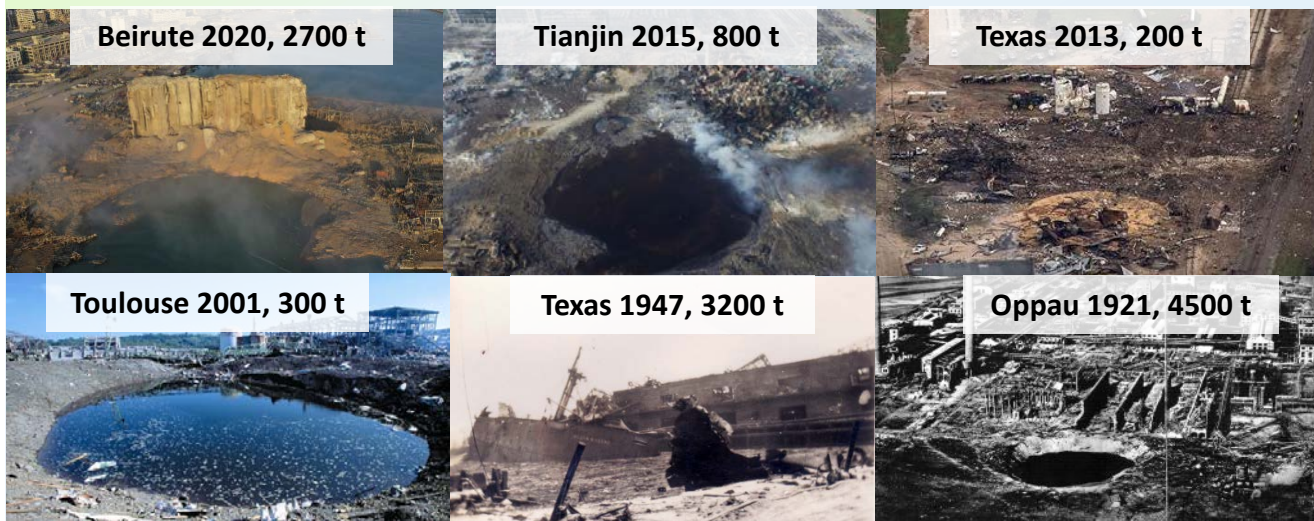 Beirute 2020, 2700 t
Tianjin 2015, 800 t
Texas 2013, 200 t
Toulouse 2001, 300 t
Texas 1947, 3200 t
Oppau 1921, 4500 t